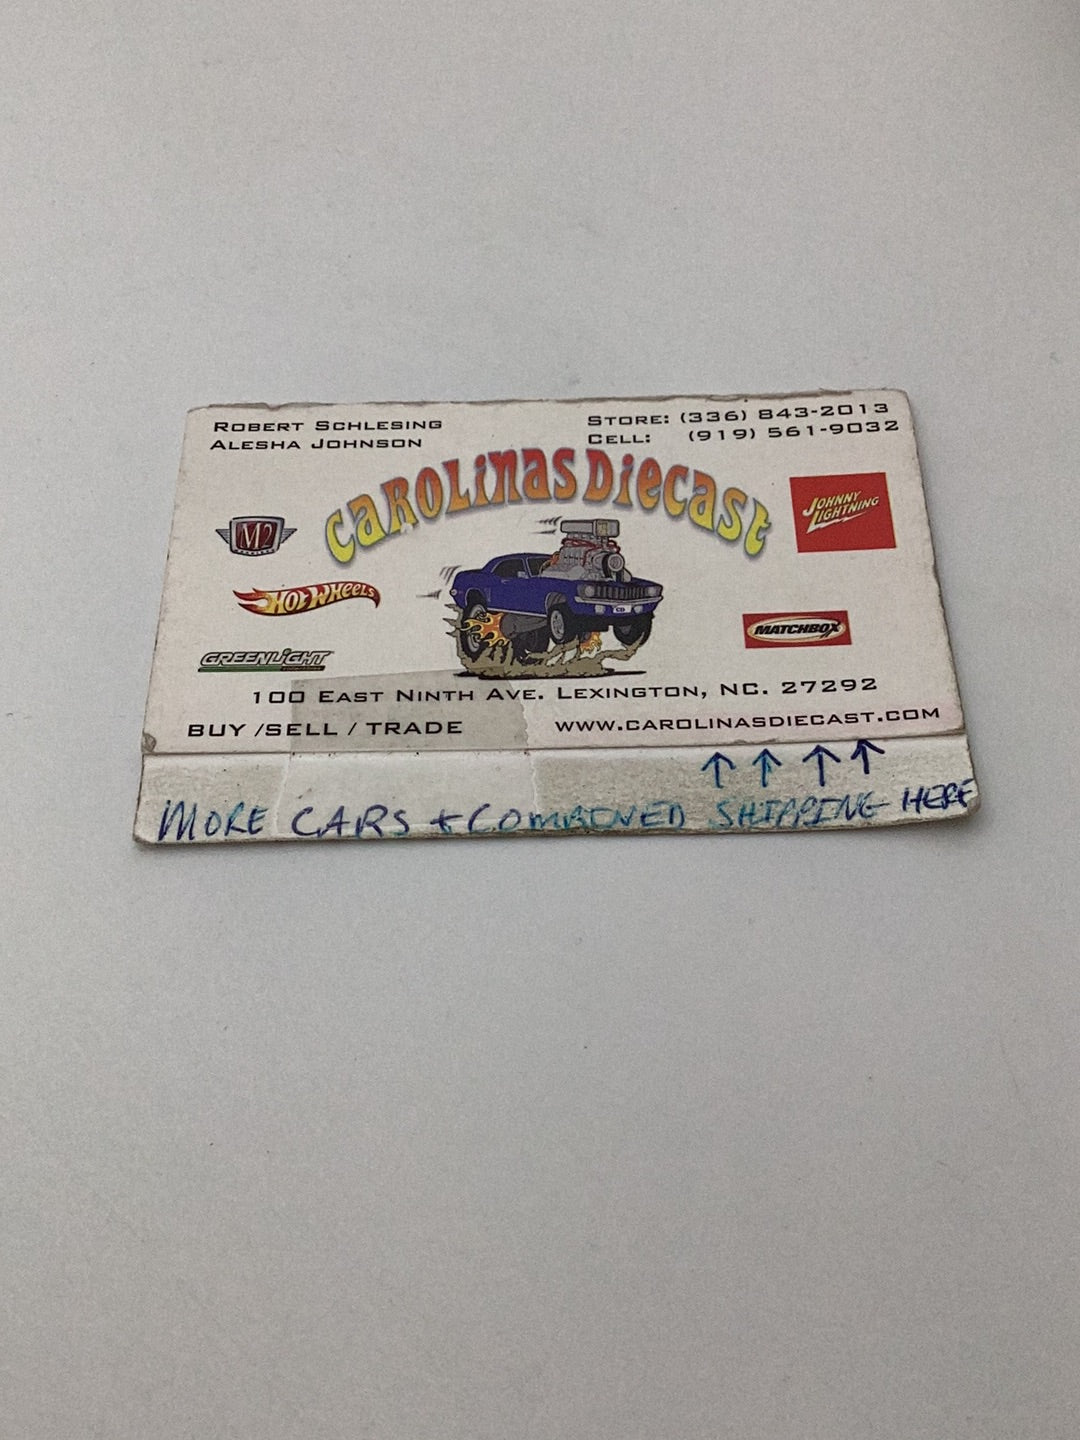 ROBERT SCHLESING
ALESHA JOHNSON
STORE: (336) 843-2013
CELL: (919) 561-9032
CAROLINAS DIECAST
M2
JOHNNY LIGHTNING
HOT WHEELS
CD
MATCHBOX
GREENLIGHT
100 EAST NINTH AVE. LEXINGTON, NC. 27292
BUY /SELL / TRADE
WWW.CAROLINASDIECAST.COM
MORE CARS + COMBINED SHIPPING HERE